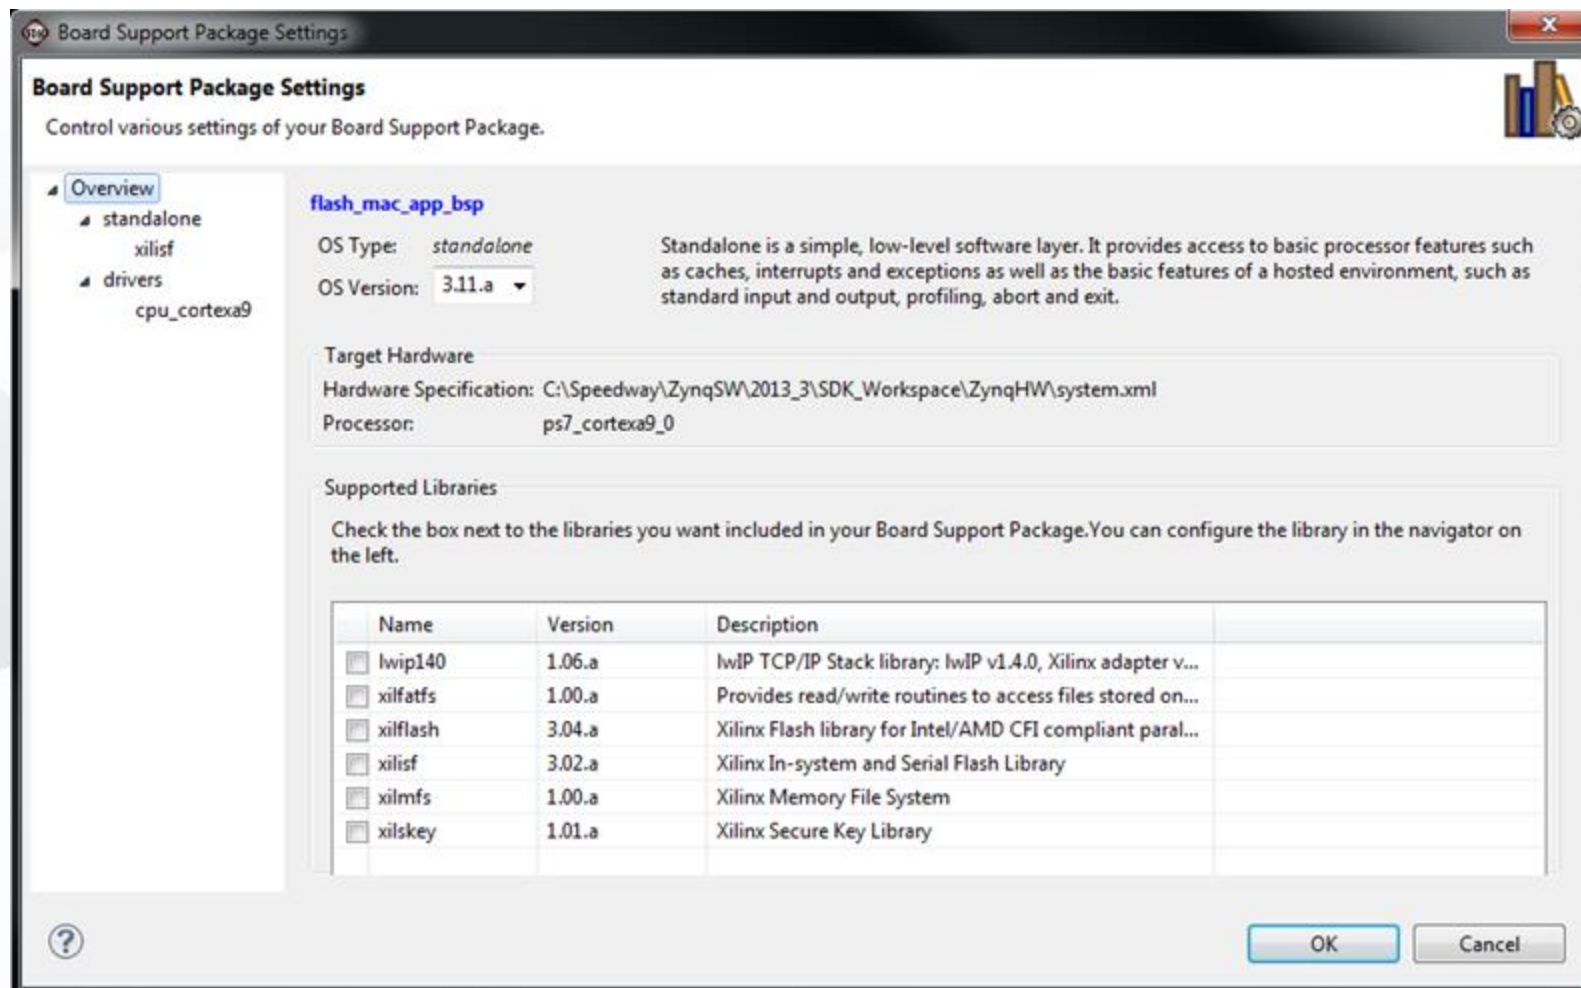 Board Support Package Settings
Board Support Package Settings
Control various settings of your Board Support Package.
Overview
standalone
xilisf
drivers
cpu_cortexa9
flash_mac_app_bsp
OS Type: standalone
OS Version: 3.11.a
Standalone is a simple, low-level software layer. It provides access to basic processor features such
as caches, interrupts and exceptions as well as the basic features of a hosted environment, such as
standard input and output, profiling, abort and exit.
Target Hardware
Hardware Specification: C:\Speedway\ZynqSW\2013_3\SDK_Workspace\ZynqHW\system.xml
Processor: ps7_cortexa9_0
Supported Libraries
Check the box next to the libraries you want included in your Board Support Package.You can configure the library in the navigator on
the left.
Name Version Description
lwip140 1.06.a lwIP TCP/IP Stack library: lwIP v1.4.0, Xilinx adapter v...
xilfatfs 1.00.a Provides read/write routines to access files stored on...
xilflash 3.04.a Xilinx Flash library for Intel/AMD CFI compliant paral...
xilisf 3.02.a Xilinx In-system and Serial Flash Library
xilmfs 1.00.a Xilinx Memory File System
xilskey 1.01.a Xilinx Secure Key Library
? OK Cancel